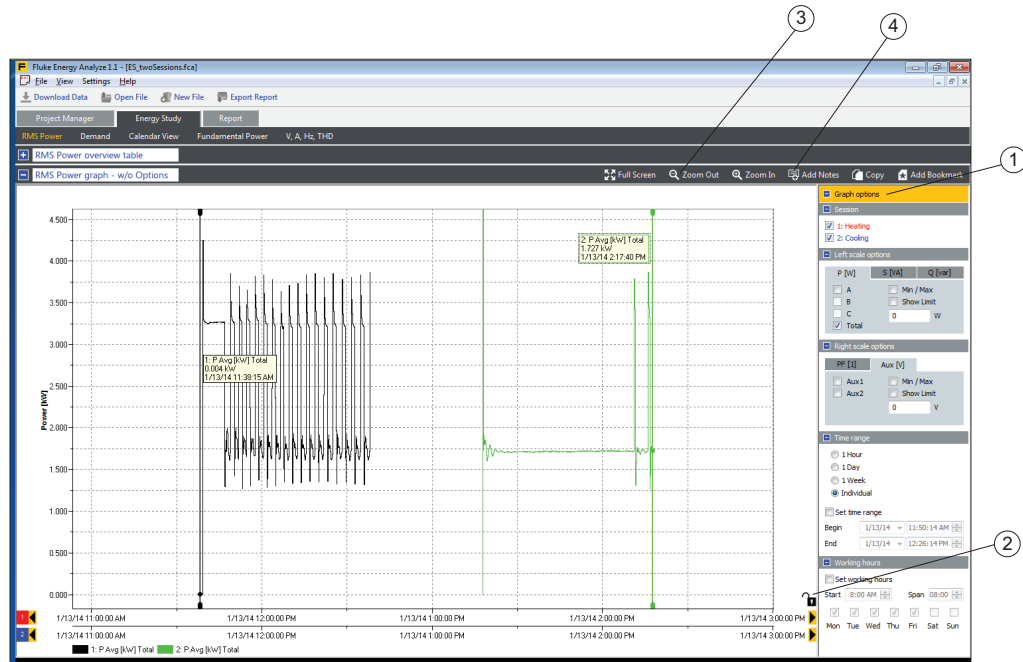 3
4
1
2
Fluke Energy Analyze 1.1 - [ES_twoSessions.fca]
File View Settings Help
Download Data Open File New File Export Report
Project Manager Energy Study Report
RMS Power Demand Calendar View Fundamental Power V, A, Hz, THD
RMS Power overview table
RMS Power graph - w/o Options Full Screen Zoom Out Zoom In Add Notes Copy Add Bookmark
Power [kW]
4.500
4.000
3.500
3.000
2.500
2.000
1.500
1.000
0.500
0.000
1: P Avg [kW] Total
0.004 kW
1/13/14 11:38:15 AM
2: P Avg [kW] Total
1.727 kW
1/13/14 2:17:40 PM
1 1/13/14 11:00:00 AM 1/13/14 12:00:00 PM 1/13/14 1:00:00 PM 1/13/14 2:00:00 PM 1/13/14 3:00:00 PM
2 1/13/14 11:00:00 AM 1/13/14 12:00:00 PM 1/13/14 1:00:00 PM 1/13/14 2:00:00 PM 1/13/14 3:00:00 PM
1: P Avg [kW] Total 2: P Avg [kW] Total
Graph options
Session
1: Heating
2: Cooling
Left scale options
P [W] S [VA] Q [var]
A Min / Max
B Show Limit
C 0 W
Total
Right scale options
PF [1] Aux [V]
Aux1 Min / Max
Aux2 Show Limit
0 V
Time range
1 Hour
1 Day
1 Week
Individual
Set time range
Begin 1/13/14 11:50:14 AM
End 1/13/14 12:26:14 PM
Working hours
Set working hours
Start 8:00 AM Span 08:00
Mon Tue Wed Thu Fri Sat Sun